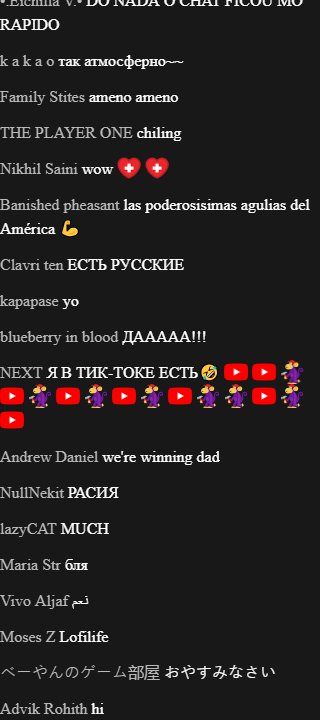 •.Eichilia V.• DO NADA O CHAT FICOU MÓ
RAPIDO
k a k a o так атмосферно~~
Family Stites ameno ameno
THE PLAYER ONE chiling
Nikhil Saini wow
Banished pheasant las poderosisimas agulias del
América 💪
Clavri ten ЕСТЬ РУССКИЕ
kapapase yo
blueberry in blood ДААААА!!!
NEXT Я В ТИК-ТОКЕ ЕСТЬ 🤣
Andrew Daniel we're winning dad
NullNekit РАСИЯ
lazyCAT MUCH
Maria Str бля
Vivo Aljaf نعم
Moses Z Lofilife
べーやんのゲーム部屋 おやすみなさい
Advik Rohith hi